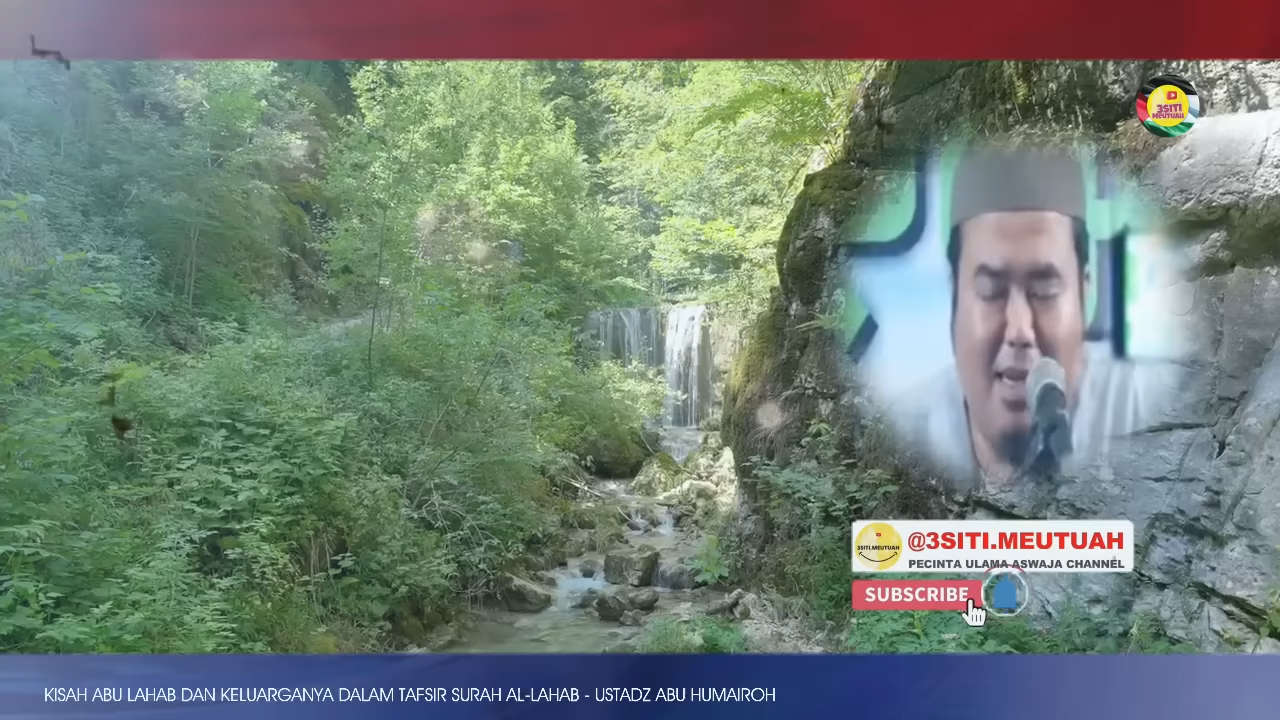 3SITI
MEUTUAH
3SITI.MEUTUAH
@3SITI.MEUTUAH
PECINTA ULAMA ASWAJA CHANNEL
SUBSCRIBE
KISAH ABU LAHAB DAN KELUARGANYA DALAM TAFSIR SURAH AL-LAHAB - USTADZ ABU HUMAIROH